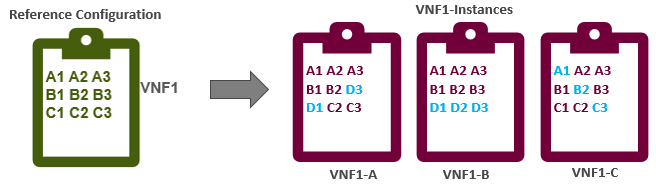 Reference Configuration
A1 A2 A3
B1 B2 B3
C1 C2 C3
VNF1
VNF1-Instances
A1 A2 A3
B1 B2 D3
D1 C2 C3
VNF1-A
A1 A2 A3
B1 B2 B3
D1 D2 D3
VNF1-B
A1 A2 A3
B1 B2 B3
C1 C2 C3
VNF1-C